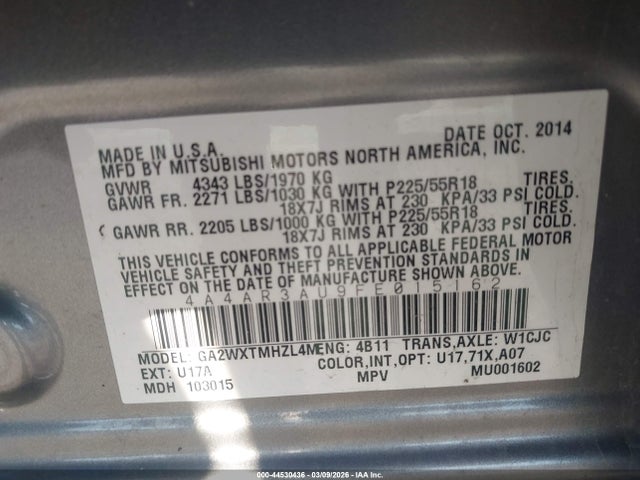 MADE IN U.S.A. DATE OCT. 2014
MFD BY MITSUBISHI MOTORS NORTH AMERICA, INC.
GVWR 4343 LBS/1970 KG
GAWR FR. 2271 LBS/1030 KG WITH P225/55R18 TIRES.
18X7J RIMS AT 230 KPA/33 PSI COLD.
GAWR RR. 2205 LBS/1000 KG WITH P225/55R18 TIRES.
18X7J RIMS AT 230 KPA/33 PSI COLD.
THIS VEHICLE CONFORMS TO ALL APPLICABLE FEDERAL MOTOR
VEHICLE SAFETY AND THEFT PREVENTION STANDARDS IN
EFFECT ON THE DATE OF MANUFACTURE SHOWN ABOVE.
4A4AR3AU9FE015162
MODEL: GA2WXTMHZL4M ENG: 4B11 TRANS,AXLE: W1CJC
EXT: U17A COLOR,INT,OPT: U17,71X,A07
MDH 103015 MPV MU001602
000-44530436 - 03/09/2026 - IAA Inc.